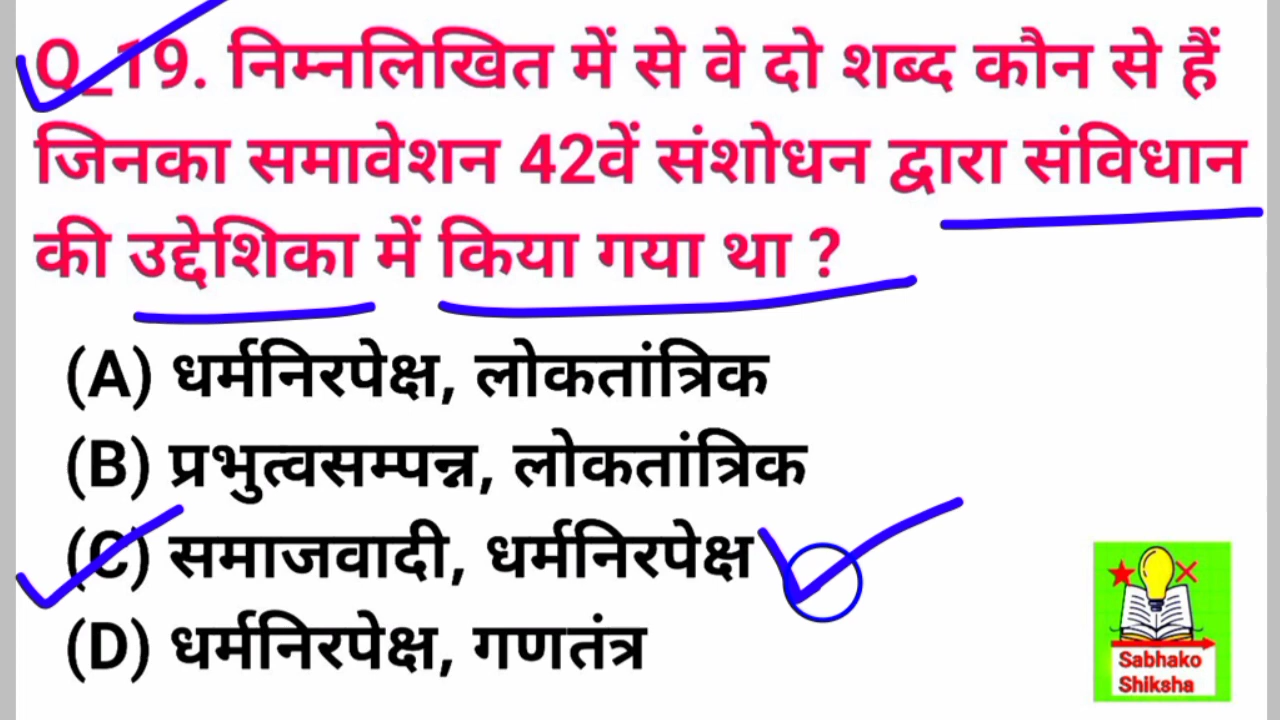 Q_19. निम्नलिखित में से वे दो शब्द कौन से हैं
जिनका समावेशन 42वें संशोधन द्वारा संविधान
की उद्देशिका में किया गया था ?
(A) धर्मनिरपेक्ष, लोकतांत्रिक
(B) प्रभुत्वसम्पन्न, लोकतांत्रिक
(C) समाजवादी, धर्मनिरपेक्ष
(D) धर्मनिरपेक्ष, गणतंत्र
Sabhako
Shiksha